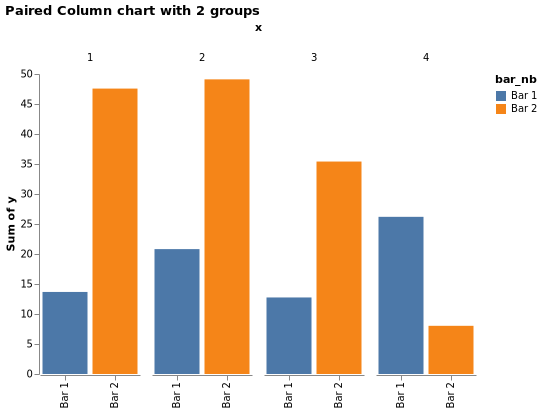 Paired Column chart with 2 groups
x
1 2 3 4
bar_nb
Bar 1
Bar 2
Sum of y
50
45
40
35
30
25
20
15
10
5
0
Bar 1 Bar 2 Bar 1 Bar 2 Bar 1 Bar 2 Bar 1 Bar 2